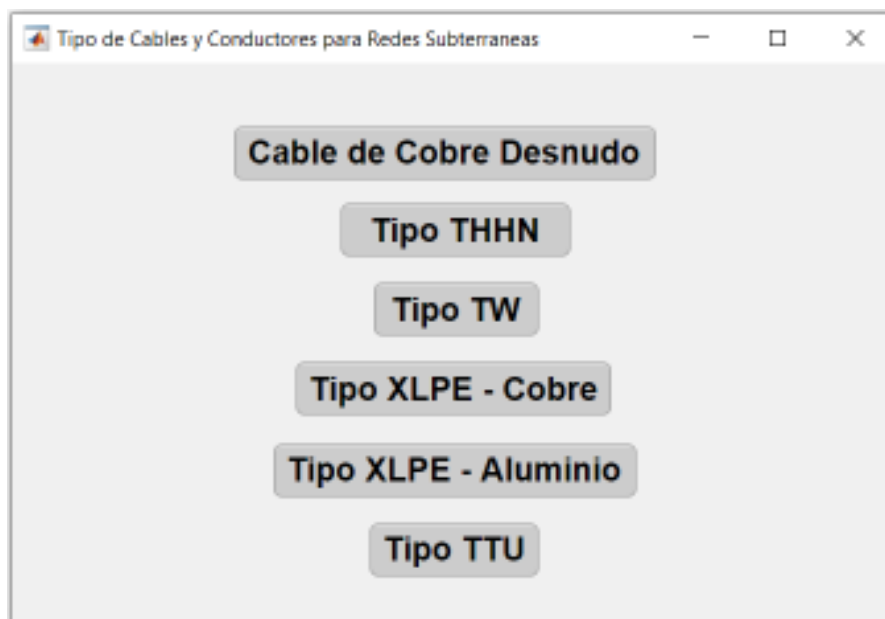 Tipo de Cables y Conductores para Redes Subterraneas
Cable de Cobre Desnudo
Tipo THHN
Tipo TW
Tipo XLPE - Cobre
Tipo XLPE - Aluminio
Tipo TTU